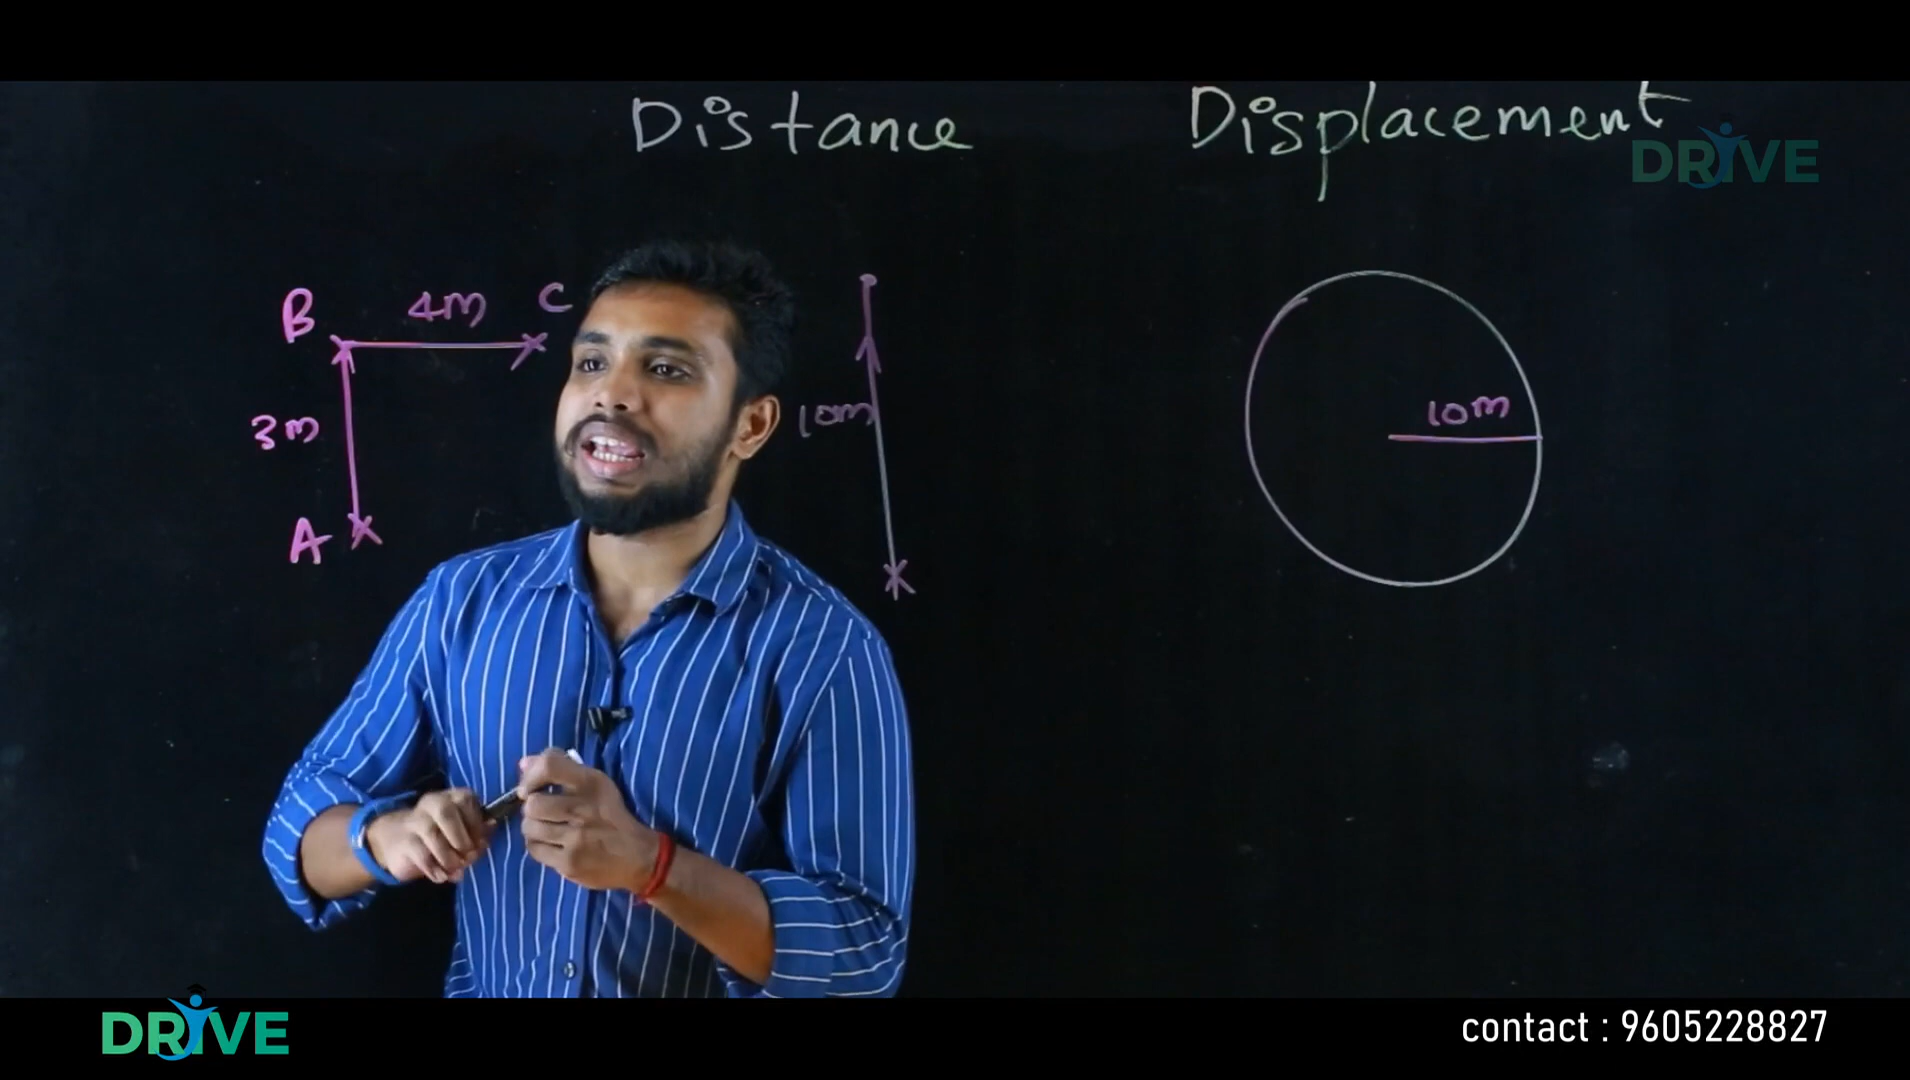 Distance
Displacement
DRIVE
B
4m
C
3m
A
10m
10m
DRIVE
contact : 9605228827